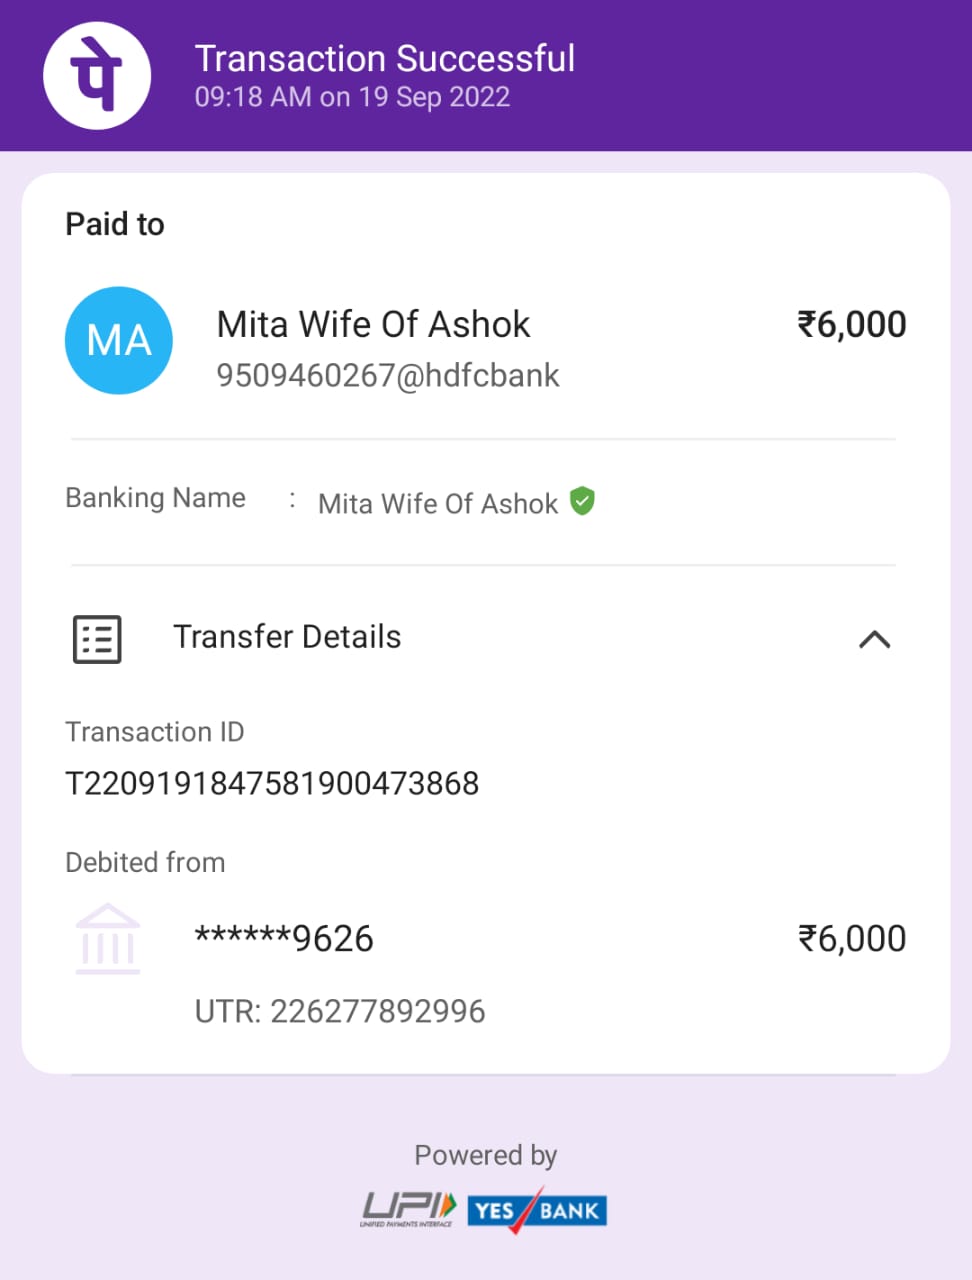 पे
Transaction Successful
09:18 AM on 19 Sep 2022
Paid to
MA
Mita Wife Of Ashok
₹6,000
9509460267@hdfcbank
Banking Name : Mita Wife Of Ashok
Transfer Details
Transaction ID
T2209191847581900473868
Debited from
******9626
₹6,000
UTR: 226277892996
Powered by
UPI
UNIFIED PAYMENTS INTERFACE
YES BANK